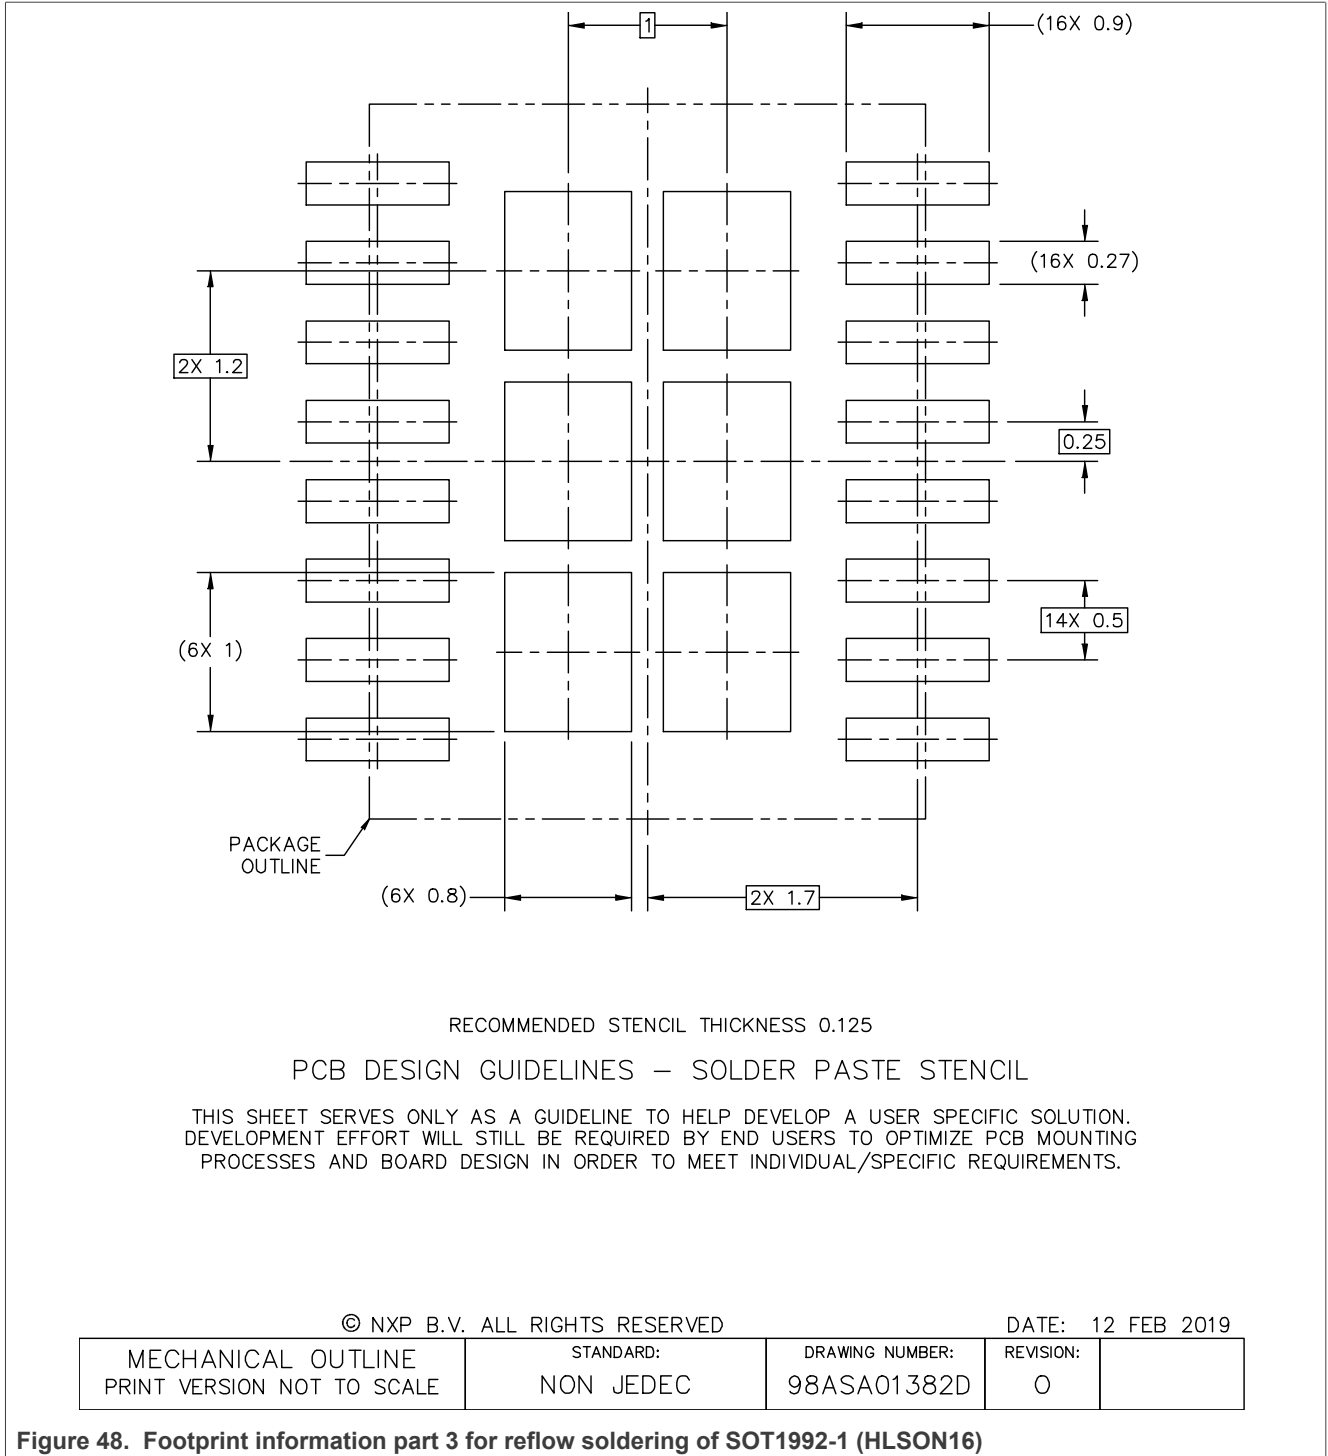 1
(16X 0.9)
(16X 0.27)
2X 1.2
0.25
14X 0.5
(6X 1)
PACKAGE
OUTLINE
(6X 0.8)
2X 1.7
RECOMMENDED STENCIL THICKNESS 0.125
PCB DESIGN GUIDELINES – SOLDER PASTE STENCIL
THIS SHEET SERVES ONLY AS A GUIDELINE TO HELP DEVELOP A USER SPECIFIC SOLUTION.
DEVELOPMENT EFFORT WILL STILL BE REQUIRED BY END USERS TO OPTIMIZE PCB MOUNTING
PROCESSES AND BOARD DESIGN IN ORDER TO MEET INDIVIDUAL/SPECIFIC REQUIREMENTS.
© NXP B.V. ALL RIGHTS RESERVED
DATE: 12 FEB 2019
MECHANICAL OUTLINE
PRINT VERSION NOT TO SCALE
STANDARD:
NON JEDEC
DRAWING NUMBER:
98ASA01382D
REVISION:
O
Figure 48. Footprint information part 3 for reflow soldering of SOT1992-1 (HLSON16)